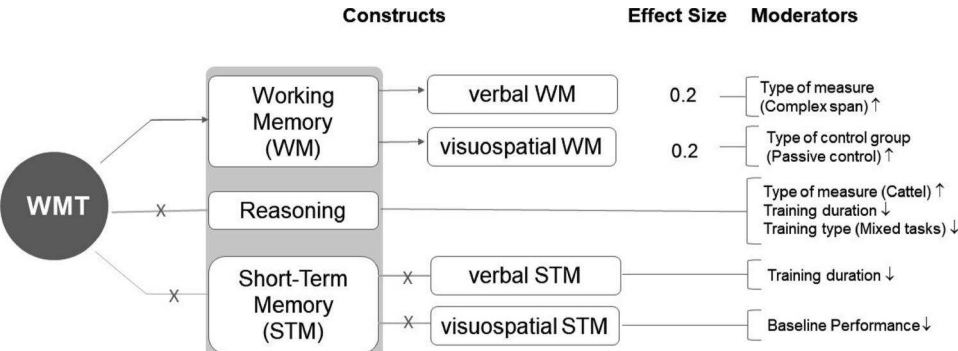 Constructs Effect Size Moderators
WMT
Working
Memory
(WM)
verbal WM
0.2
Type of measure
(Complex span) ↑
visuospatial WM
0.2
Type of control group
(Passive control) ↑
X
Reasoning
Type of measure (Cattel) ↑
Training duration ↓
Training type (Mixed tasks) ↓
X
Short-Term
Memory
(STM)
X
verbal STM
Training duration ↓
X
visuospatial STM
Baseline Performance ↓